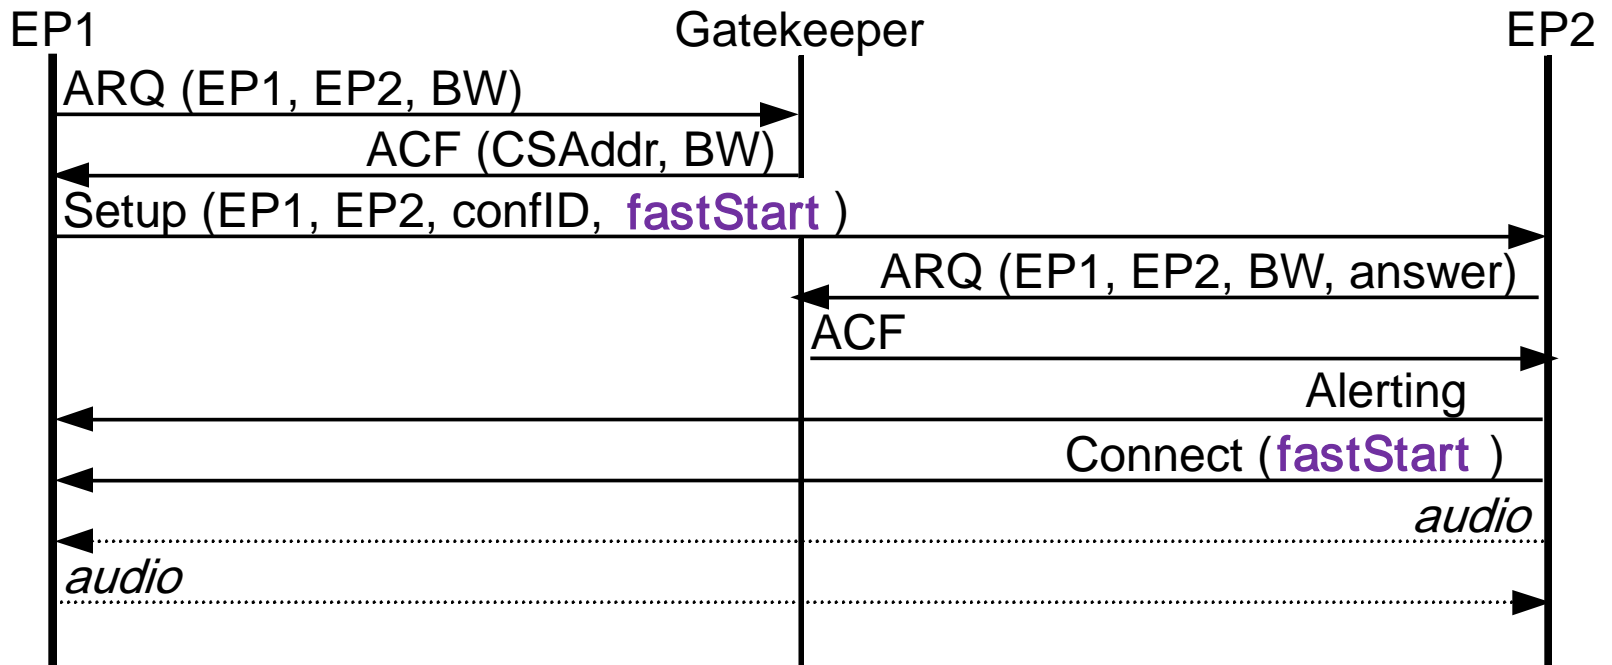 EP1 Gatekeeper EP2
ARQ (EP1, EP2, BW)
ACF (CSAddr, BW)
Setup (EP1, EP2, confID, fastStart )
ARQ (EP1, EP2, BW, answer)
ACF
Alerting
Connect (fastStart )
audio
audio